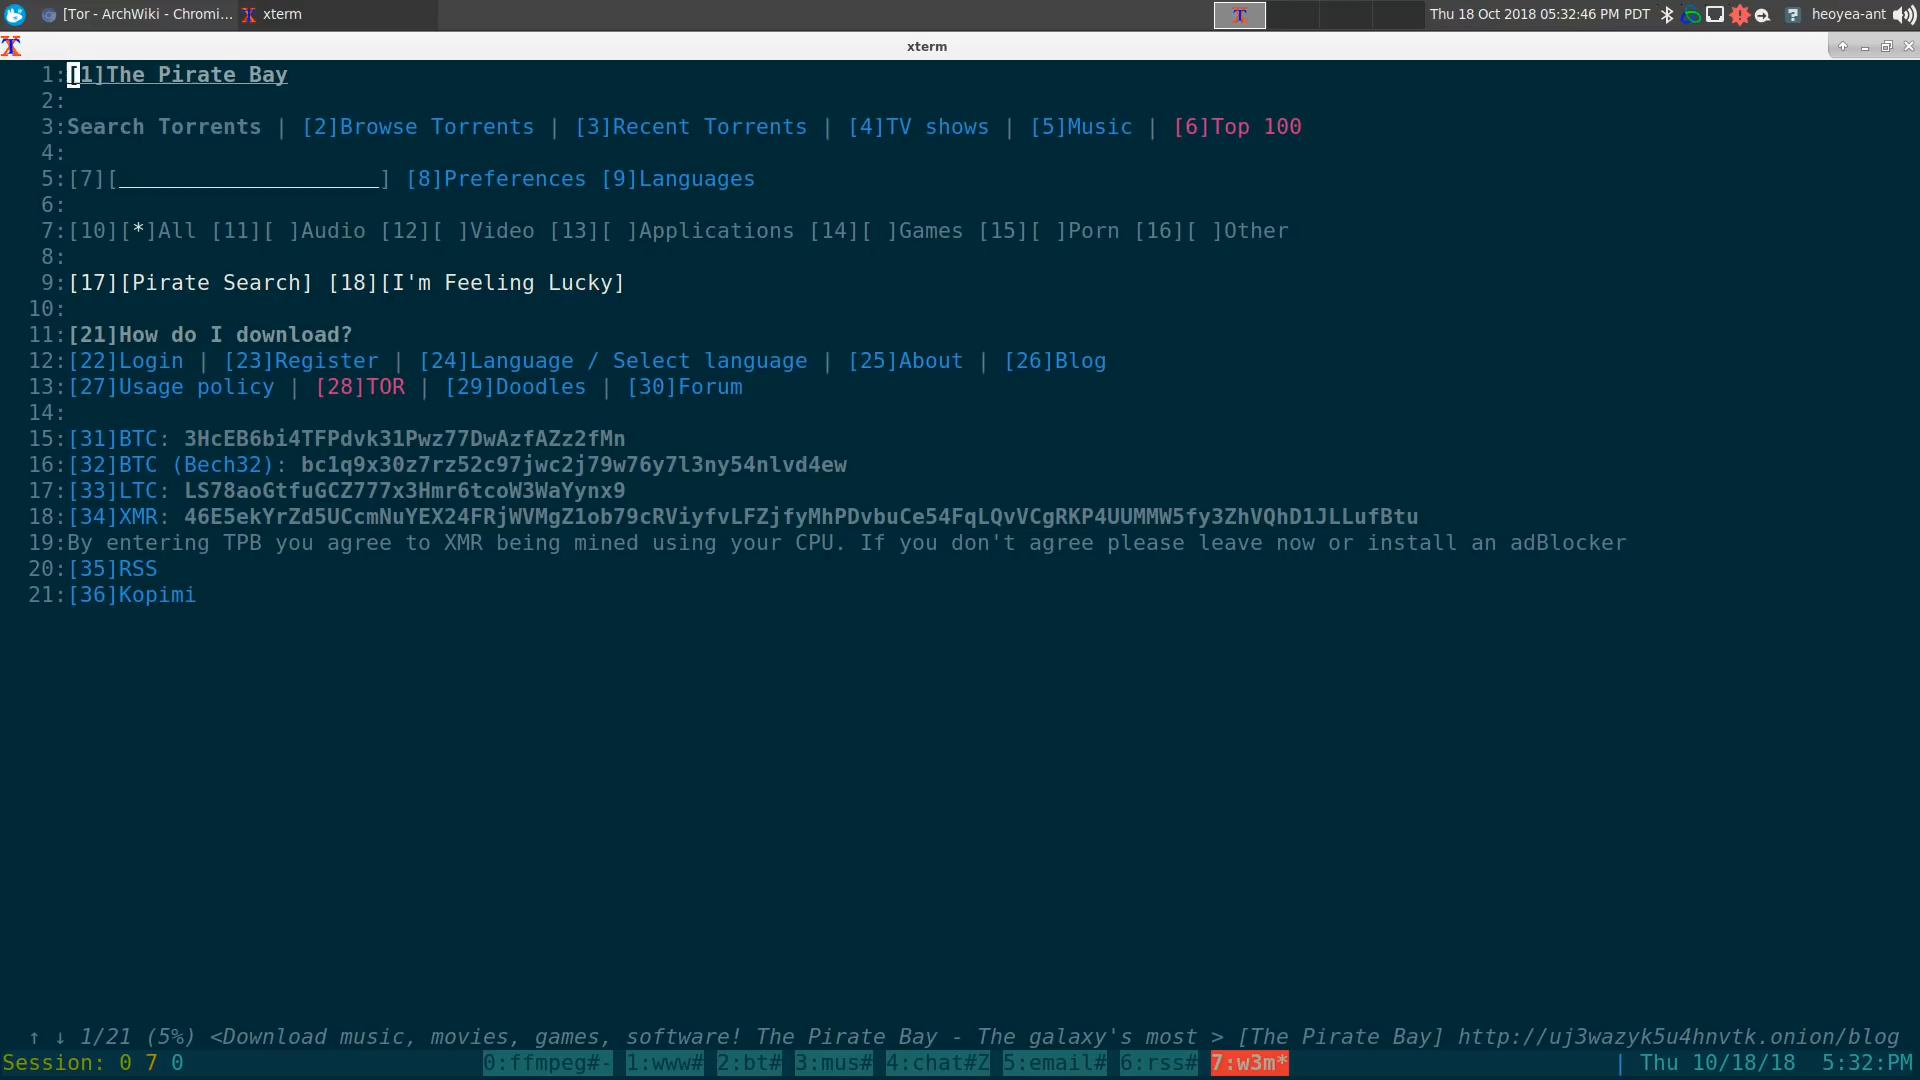 [Tor - ArchWiki - Chromi... xterm Thu 18 Oct 2018 05:32:46 PM PDT heoyea-ant
xterm
1:[1]The Pirate Bay
2:
3:Search Torrents | [2]Browse Torrents | [3]Recent Torrents | [4]TV shows | [5]Music | [6]Top 100
4:
5:[7][____________________] [8]Preferences [9]Languages
6:
7:[10][*]All [11][ ]Audio [12][ ]Video [13][ ]Applications [14][ ]Games [15][ ]Porn [16][ ]Other
8:
9:[17][Pirate Search] [18][I'm Feeling Lucky]
10:
11:[21]How do I download?
12:[22]Login | [23]Register | [24]Language / Select language | [25]About | [26]Blog
13:[27]Usage policy | [28]TOR | [29]Doodles | [30]Forum
14:
15:[31]BTC: 3HcEB6bi4TFPdvk31Pwz77DwAzfAZz2fMn
16:[32]BTC (Bech32): bc1q9x30z7rz52c97jwc2j79w76y7l3ny54nlvd4ew
17:[33]LTC: LS78aoGtfuGCZ777x3Hmr6tcoW3WaYynx9
18:[34]XMR: 46E5ekYrZd5UCcmNuYEX24FRjWVMgZ1ob79cRViyfvLFZjfyMhPDvbuCe54FqLQvVCgRKP4UUMMW5fy3ZhVQhD1JLLufBtu
19:By entering TPB you agree to XMR being mined using your CPU. If you don't agree please leave now or install an adBlocker
20:[35]RSS
21:[36]Kopimi
↑ ↓ 1/21 (5%) <Download music, movies, games, software! The Pirate Bay - The galaxy's most > [The Pirate Bay] http://uj3wazyk5u4hnvtk.onion/blog
Session: 0 7 0 0:ffmpeg#- 1:www# 2:bt# 3:mus# 4:chat#Z 5:email# 6:rss# 7:w3m* | Thu 10/18/18 5:32:PM